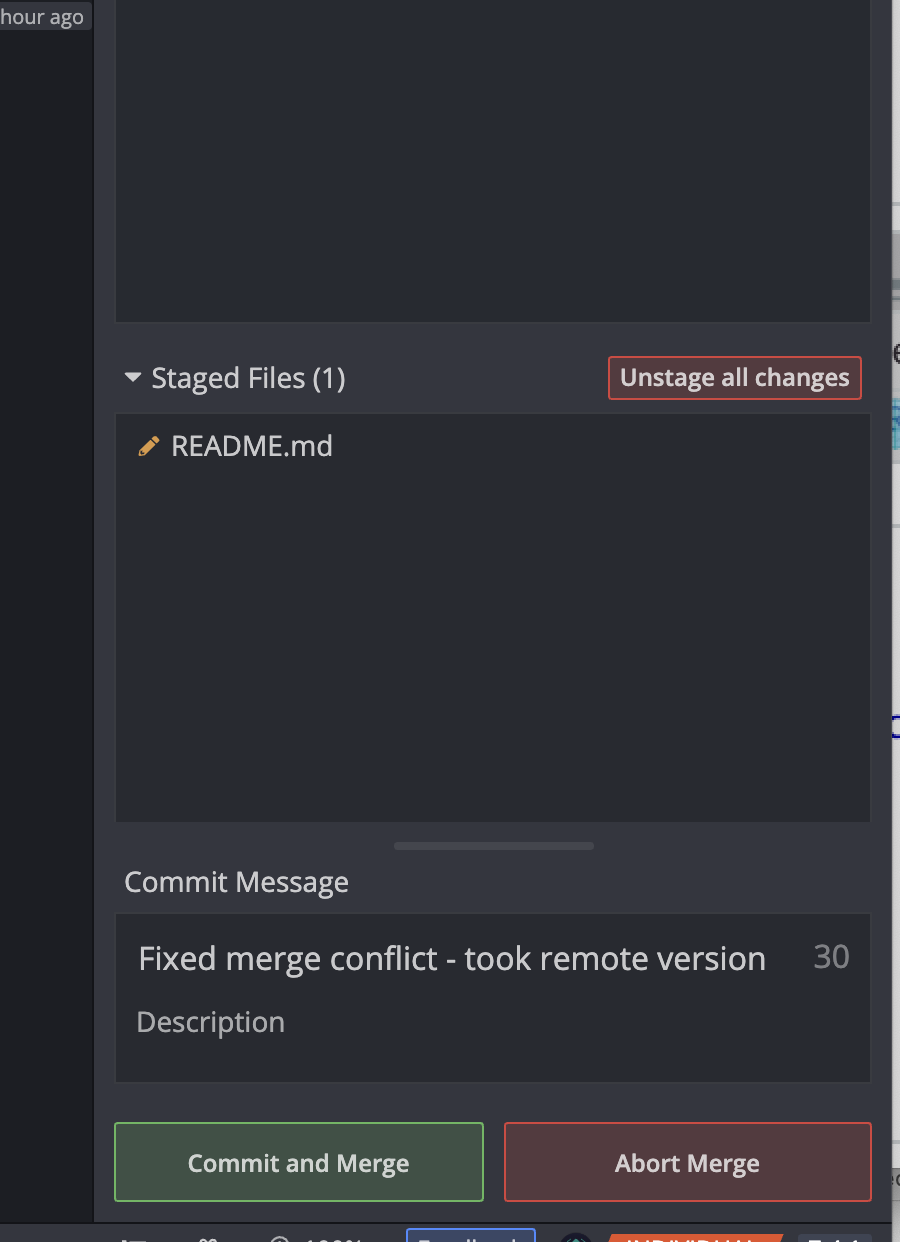 hour ago
Staged Files (1)
Unstage all changes
README.md
Commit Message
Fixed merge conflict - took remote version
30
Description
Commit and Merge
Abort Merge